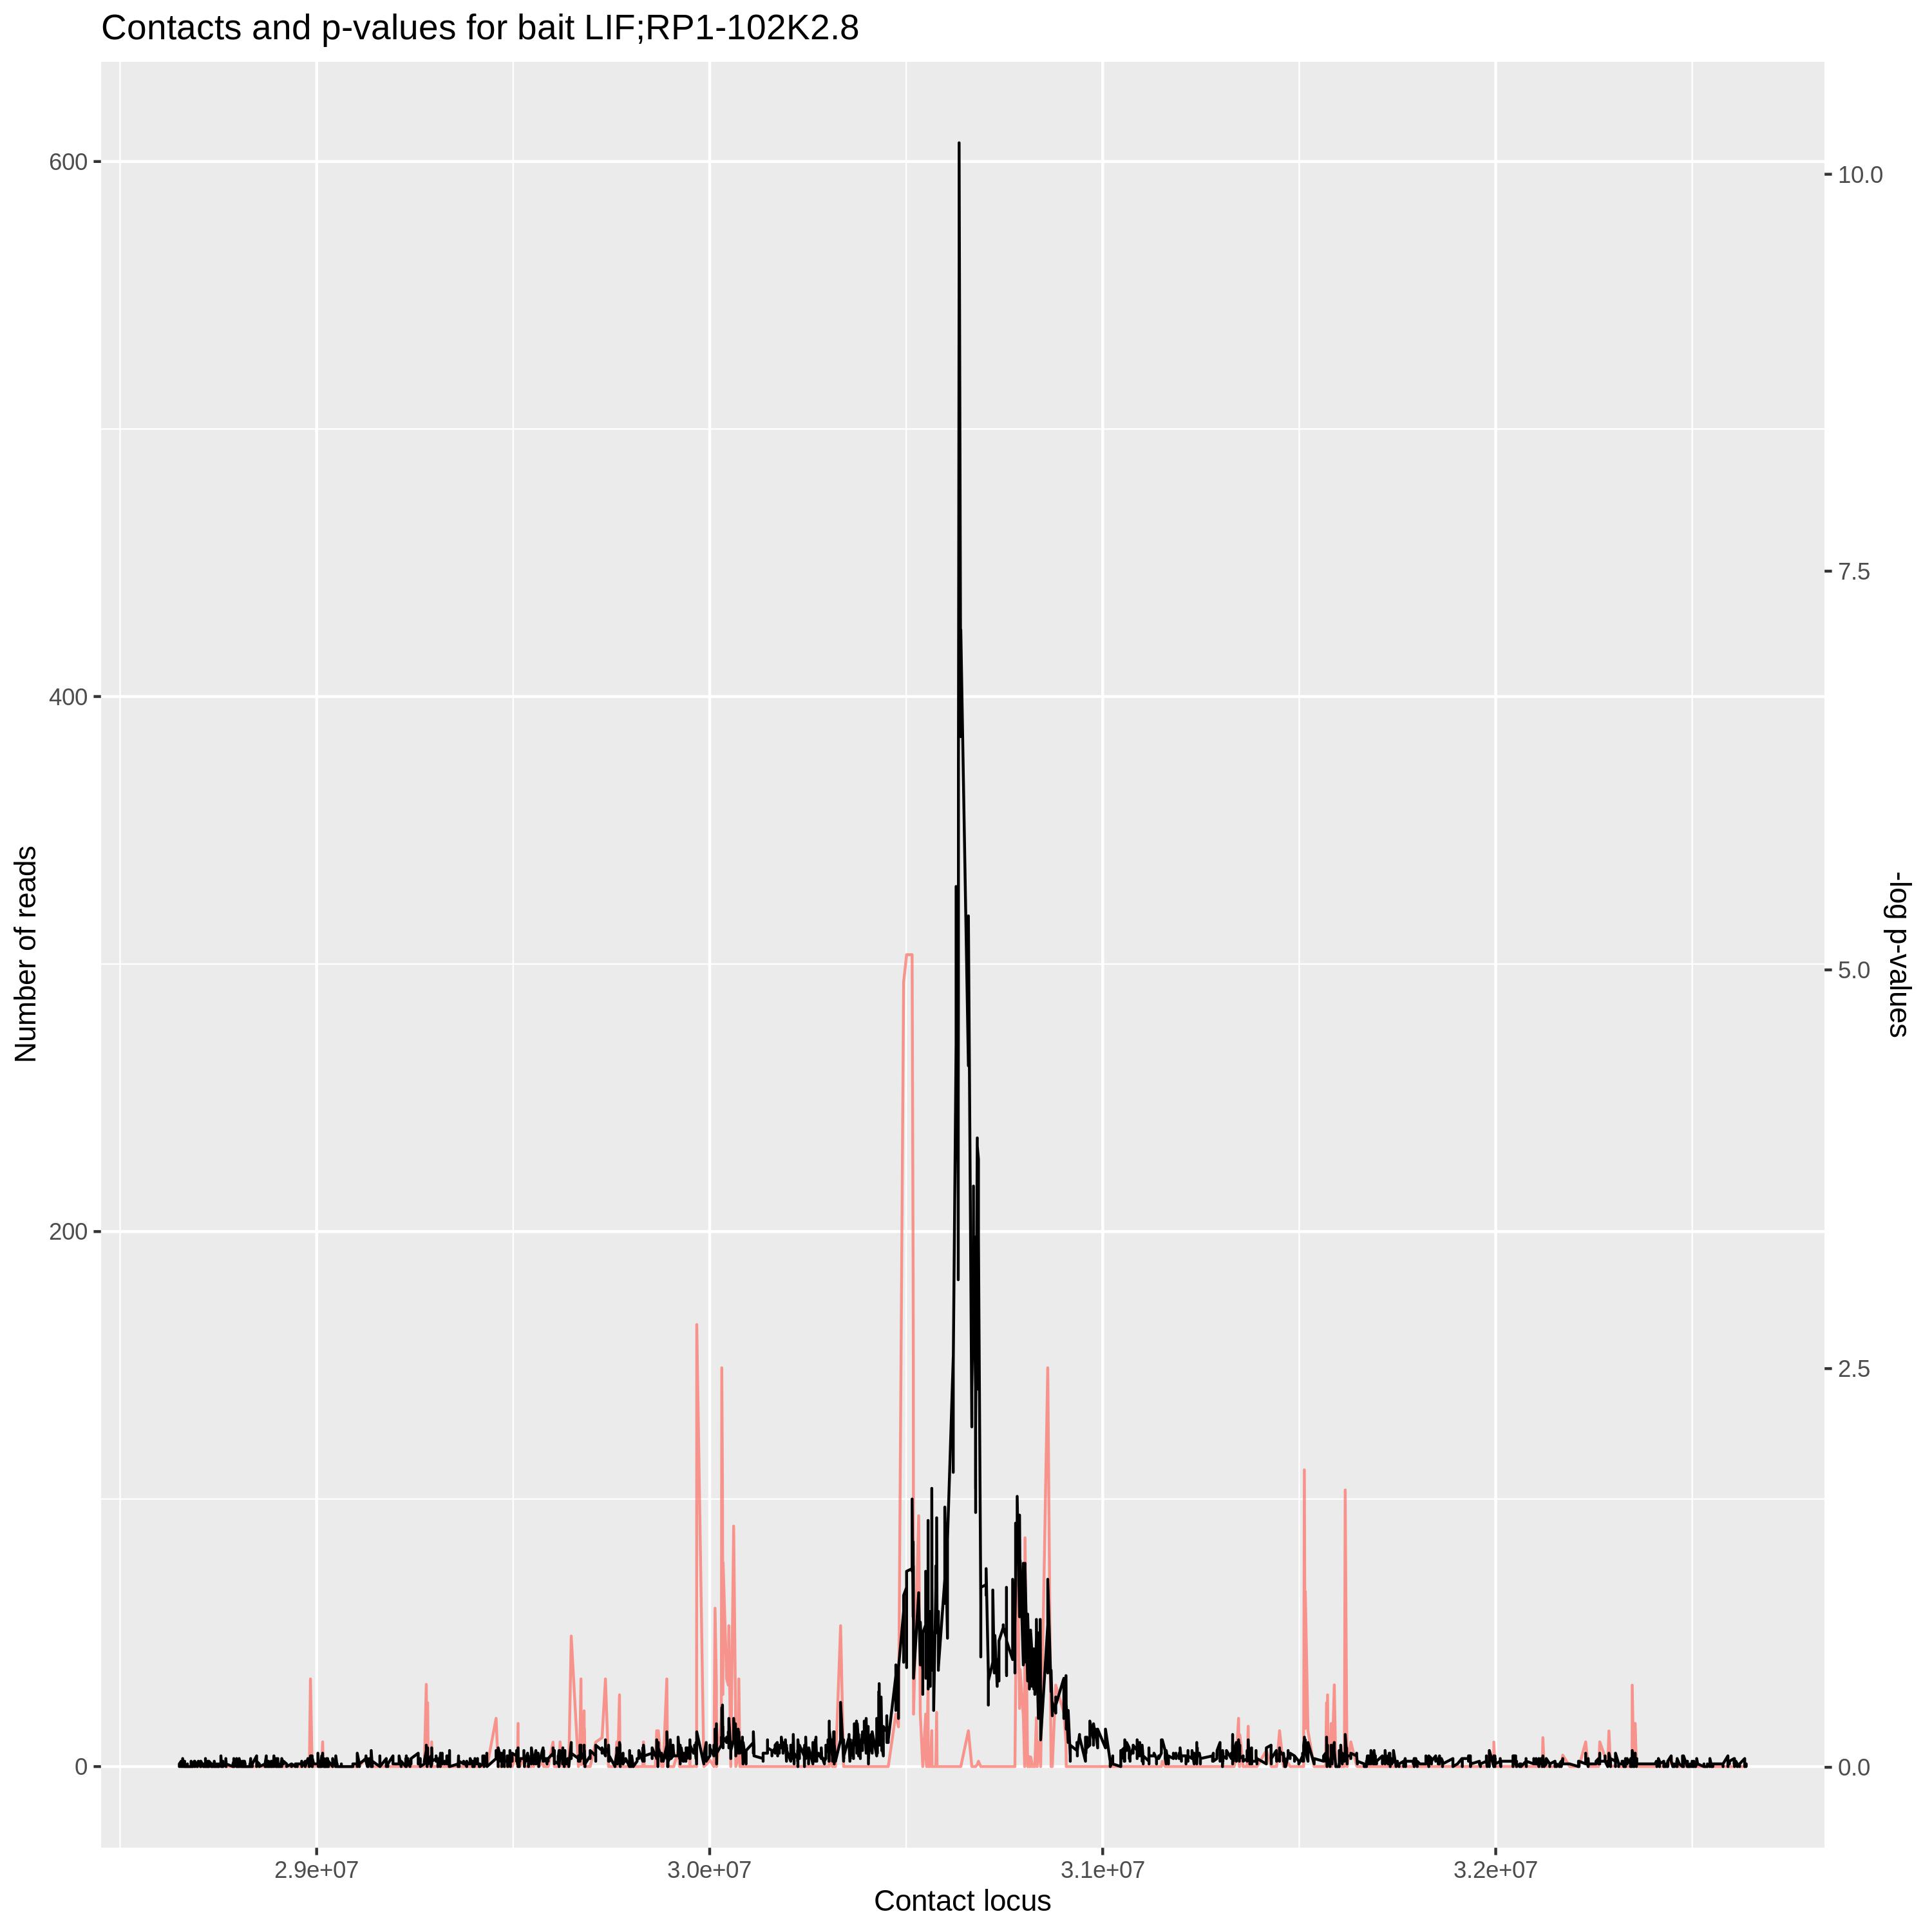 Contacts and p-values for bait LIF;RP1-102K2.8
600
400
200
0
10.0
7.5
5.0
2.5
0.0
Number of reads
-log p-values
2.9e+07 3.0e+07 3.1e+07 3.2e+07
Contact locus